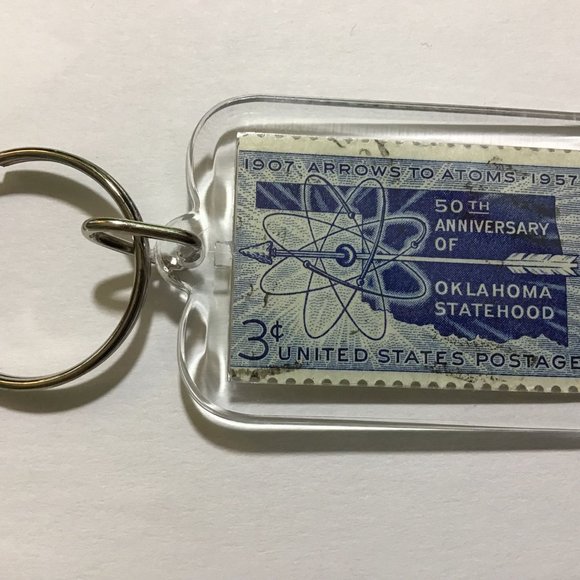 1907 ARROWS TO ATOMS 1957
50TH
ANNIVERSARY
OF
OKLAHOMA
STATEHOOD
3¢ UNITED STATES POSTAGE